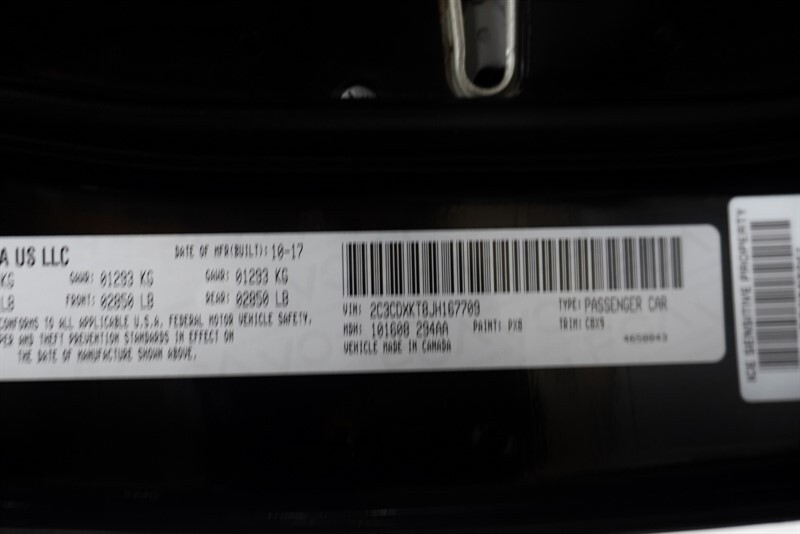 A US LLC
DATE OF MFR(BUILT): 10-17
KG GAWR: 01293 KG GAWR: 01293 KG
LB FRONT: 02850 LB REAR: 02850 LB
CONFORMS TO ALL APPLICABLE U.S.A. FEDERAL MOTOR VEHICLE SAFETY,
PER AND THEFT PREVENTION STANDARDS IN EFFECT ON
THE DATE OF MANUFACTURE SHOWN ABOVE.
VIN: 2C3CDXKT8JH167709 TYPE: PASSENGER CAR
MDH: 101608 294AA PAINT: PX8 TRIM: CBX9
VEHICLE MADE IN CANADA 4658043
ICE SENSITIVE PROPERTY